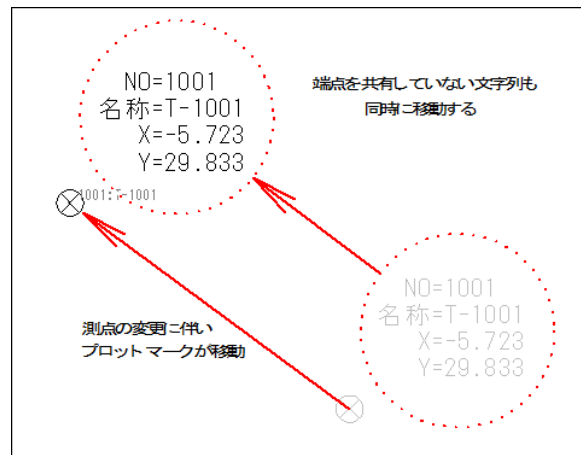 NO=1001
名称=T-1001
X=-5.723
Y=29.833
端点を共有していない文字列も
同時に移動する
1001:T-1001
NO=1001
名称=T-1001
X=-5.723
Y=29.833
測点の変更に伴い
プロットマークが移動